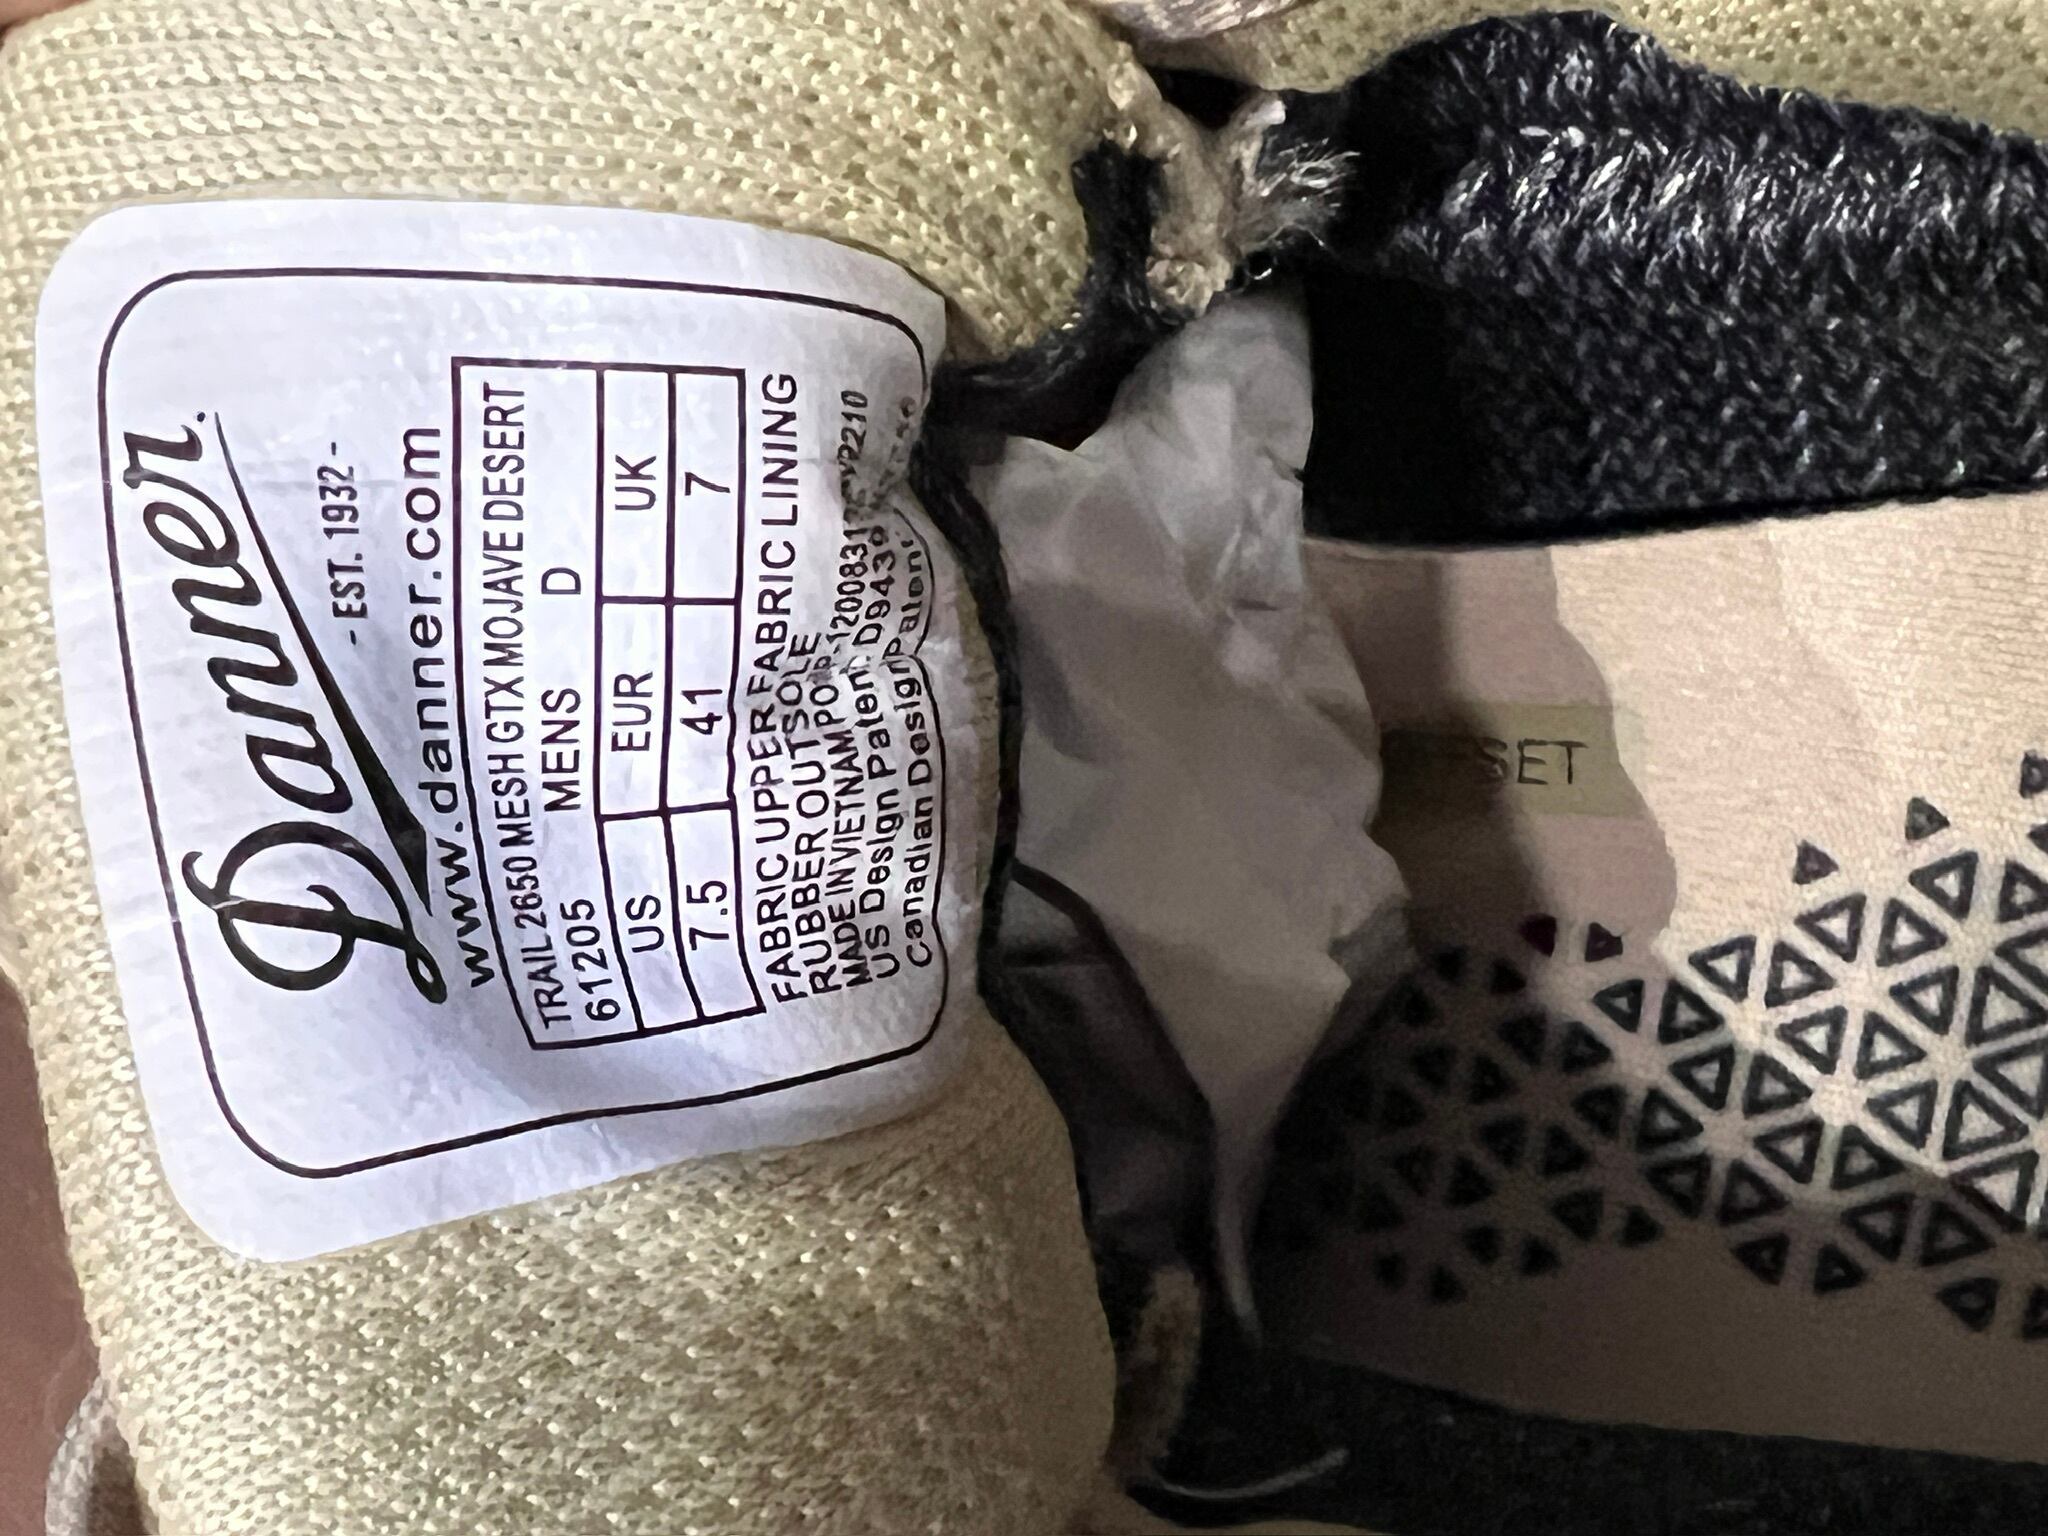 Danner.
- EST. 1932 -
www.danner.com
TRAIL 2650 MESH GTX MOJAVE DESERT
61205 MENS D
US EUR UK
7.5 41 7
FABRIC UPPER FABRIC LINING
RUBBER OUTSOLE
MADE IN VIETNAM PO
US Design Patent
Canadian Design Patent
SET